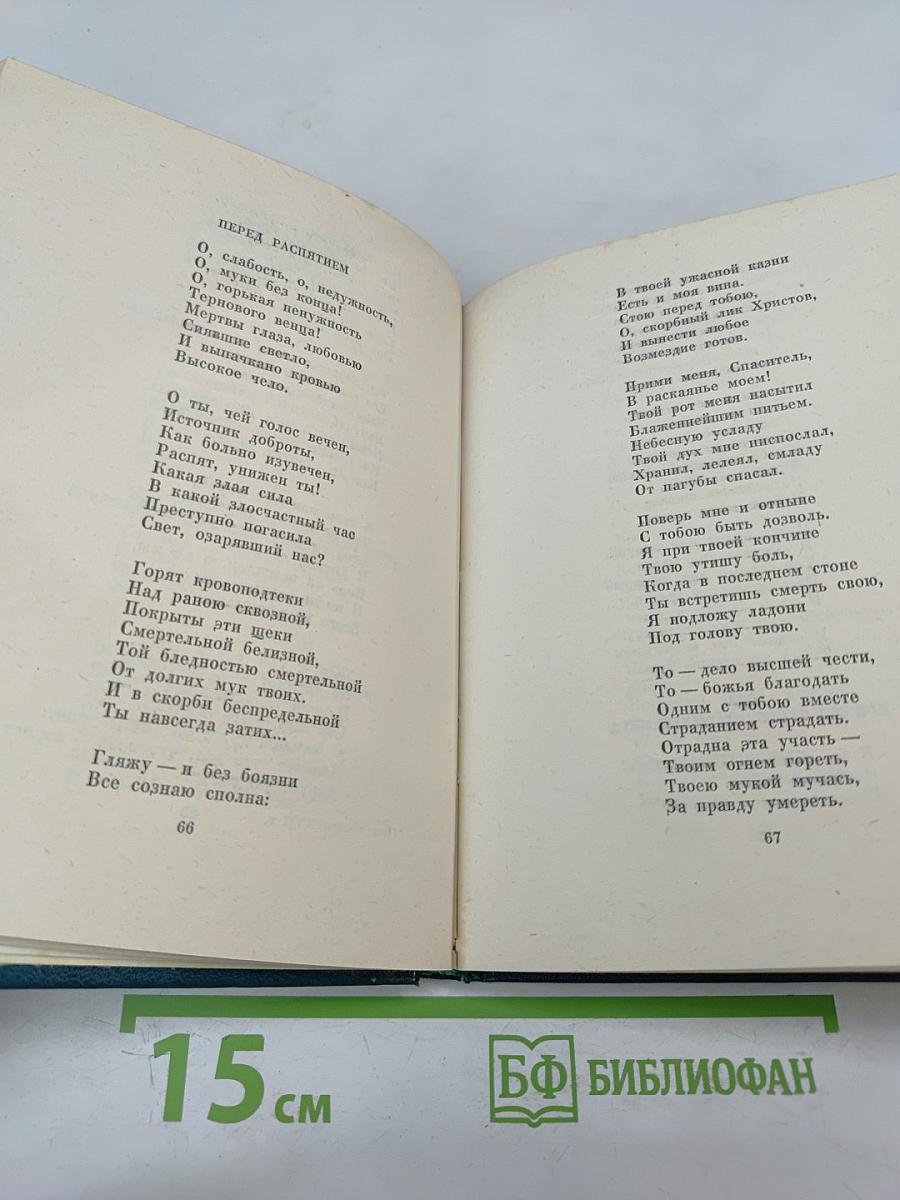 ПЕРЕД РАСПЯТИЕМ
О, слабость, о, недужность,
О, муки без конца!
О, горькая ненужность
Тернового венца!
Мертвы глаза, любовью
Сиявшие светло,
И выпачкано кровью
Высокое чело.
О ты, чей голос вечен,
Источник доброты,
Как больно изувечен,
Распят, унижен ты!
Какая злая сила
В какой злосчастный час
Преступно погасила
Свет, озарявший нас?
Горят кровоподтеки
Над раною сквозной,
Покрыты эти щеки
Смертельной белизной,
Той бледностью смертельной
От долгих мук твоих.
И в скорби беспредельной
Ты навсегда затих...
Гляжу — и без боязни
Все сознаю сполна:
66
В твоей ужасной казни
Есть и моя вина.
Стою перед тобою,
О, скорбный лик Христов,
И вынести любое
Возмездие готов.
Прими меня, Спаситель,
В раскаянье моем!
Твой рот меня насытил
Блаженнейшим питьем.
Небесную усладу
Твой дух мне ниспослал,
Хранил, лелеял, смладу
От пагубы спасал.
Поверь мне и отныне
С тобою быть дозволь.
Я при твоей кончине
Твою утишу боль,
Когда в последнем стоне
Ты встретишь смерть свою,
Я подложу ладони
Под голову твою.
То — дело высшей чести,
То — божья благодать
Одним с тобою вместе
Страданием страдать.
Отрадна эта участь —
Твоим огнем гореть,
Твоею мукой мучась,
За правду умереть.
67
15 см
БФ БИБЛИОФАН